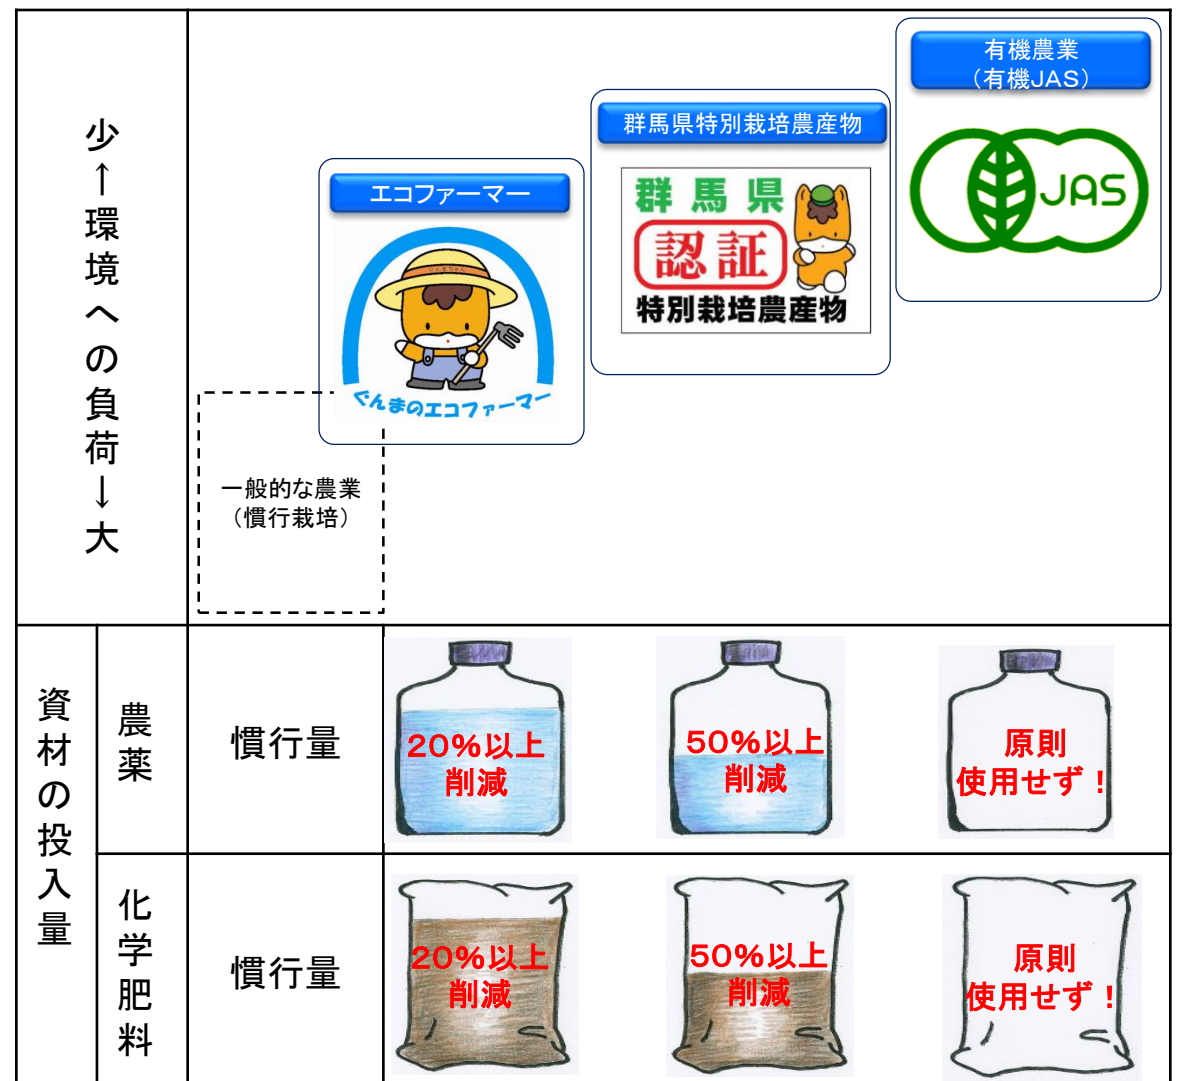 少↑環境への負荷↓大
有機農業
（有機JAS）
JAS
群馬県特別栽培農産物
群馬県
認証
特別栽培農産物
エコファーマー
ぐんまちゃん
ぐんまのエコファーマー
一般的な農業
（慣行栽培）
資材の投入量
農薬
慣行量
20%以上
削減
50%以上
削減
原則
使用せず！
化学肥料
慣行量
20%以上
削減
50%以上
削減
原則
使用せず！